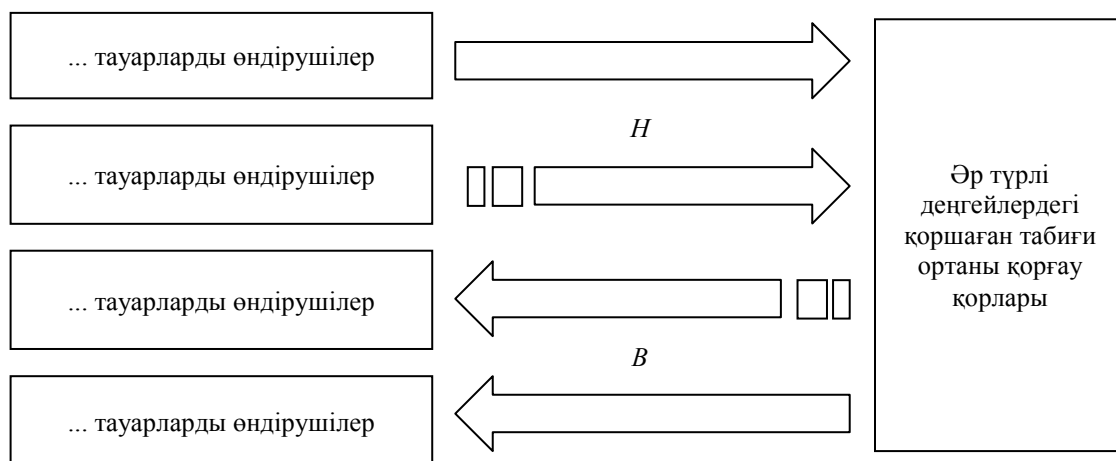 ... тауарларды өндірушілер
H
... тауарларды өндірушілер
... тауарларды өндірушілер
B
... тауарларды өндірушілер
Әр түрлі
деңгейлердегі
қоршаған табиғи
ортаны қорғау
қорлары